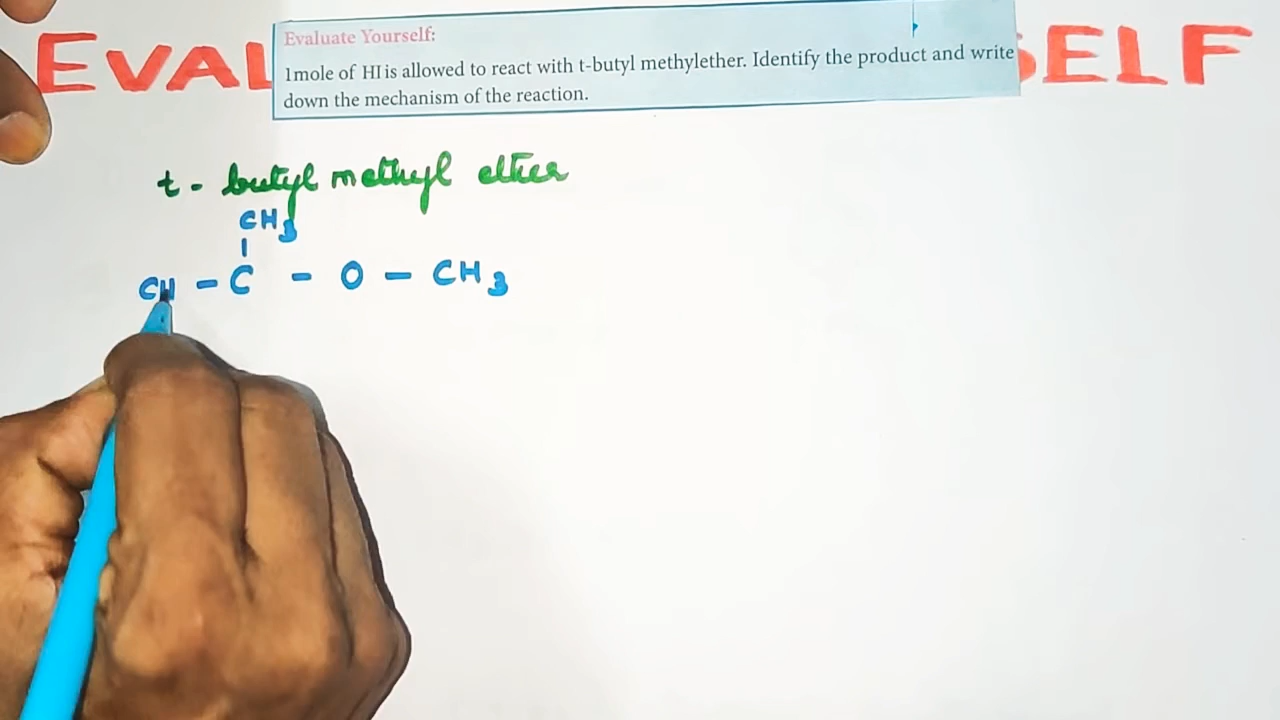 EVAL SELF
Evaluate Yourself:
1mole of HI is allowed to react with t-butyl methylether. Identify the product and write
down the mechanism of the reaction.
t - butyl methyl ether
CH3
CH - C - O - CH3